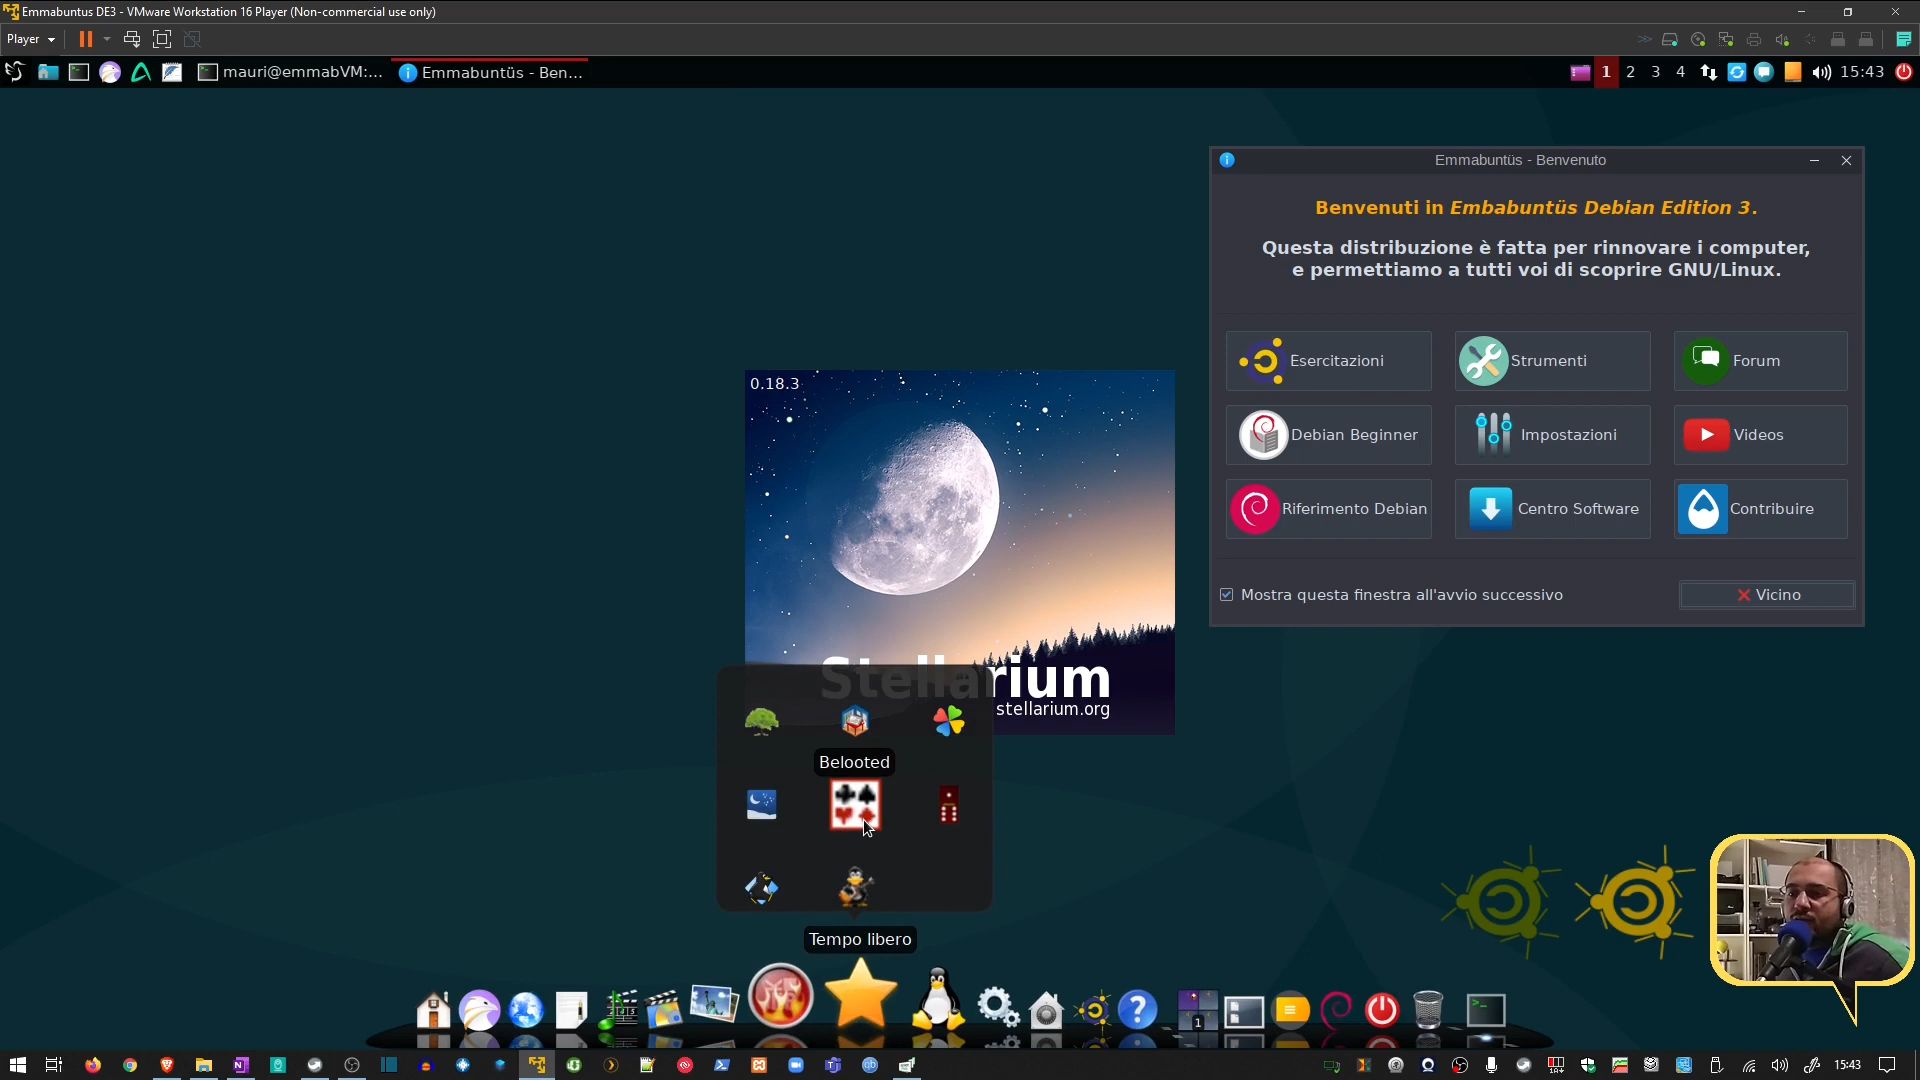 Emmabuntus DE3 - VMware Workstation 16 Player (Non-commercial use only)
Player
mauri@emmabVM:...
Emmabuntüs - Ben...
1 2 3 4
15:43
Emmabuntüs - Benvenuto
Benvenuti in Embabuntüs Debian Edition 3.
Questa distribuzione è fatta per rinnovare i computer,
e permettiamo a tutti voi di scoprire GNU/Linux.
Esercitazioni
Strumenti
Forum
Debian Beginner
Impostazioni
Videos
Riferimento Debian
Centro Software
Contribuire
Mostra questa finestra all'avvio successivo
Vicino
0.18.3
Stellarium
stellarium.org
Belooted
Tempo libero
1
15:43